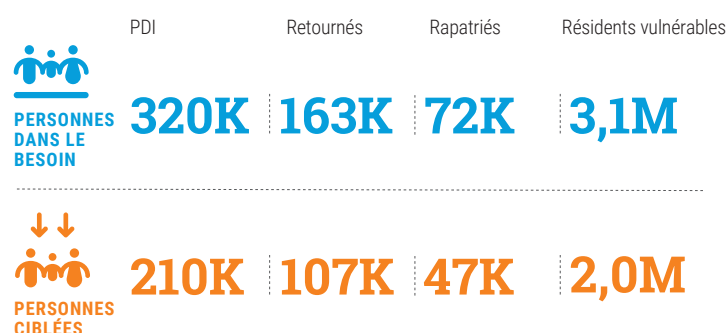 PDI Retournés Rapatriés Résidents vulnérables
PERSONNES
DANS LE
BESOIN
320K 163K 72K 3,1M
PERSONNES
CIBLÉES
210K 107K 47K 2,0M